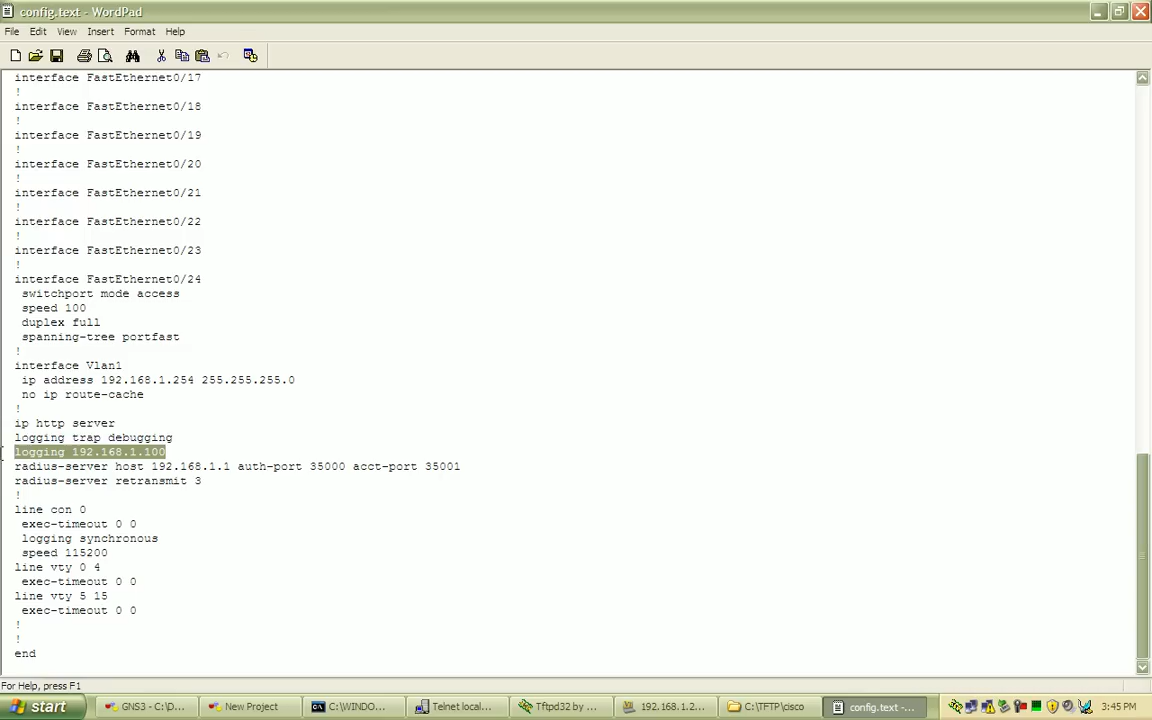 config.text - WordPad
File Edit View Insert Format Help
interface FastEthernet0/17
!
interface FastEthernet0/18
!
interface FastEthernet0/19
!
interface FastEthernet0/20
!
interface FastEthernet0/21
!
interface FastEthernet0/22
!
interface FastEthernet0/23
!
interface FastEthernet0/24
switchport mode access
speed 100
duplex full
spanning-tree portfast
!
interface Vlan1
ip address 192.168.1.254 255.255.255.0
no ip route-cache
!
ip http server
logging trap debugging
logging 192.168.1.100
radius-server host 192.168.1.1 auth-port 35000 acct-port 35001
radius-server retransmit 3
!
line con 0
exec-timeout 0 0
logging synchronous
speed 115200
line vty 0 4
exec-timeout 0 0
line vty 5 15
exec-timeout 0 0
!
!
end
For Help, press F1
start GNS3 - C:\D... New Project C:\WINDO... Telnet local... Tftpd32 by ... 192.168.1.2... C:\TFTP\cisco config.text -... 3:45 PM